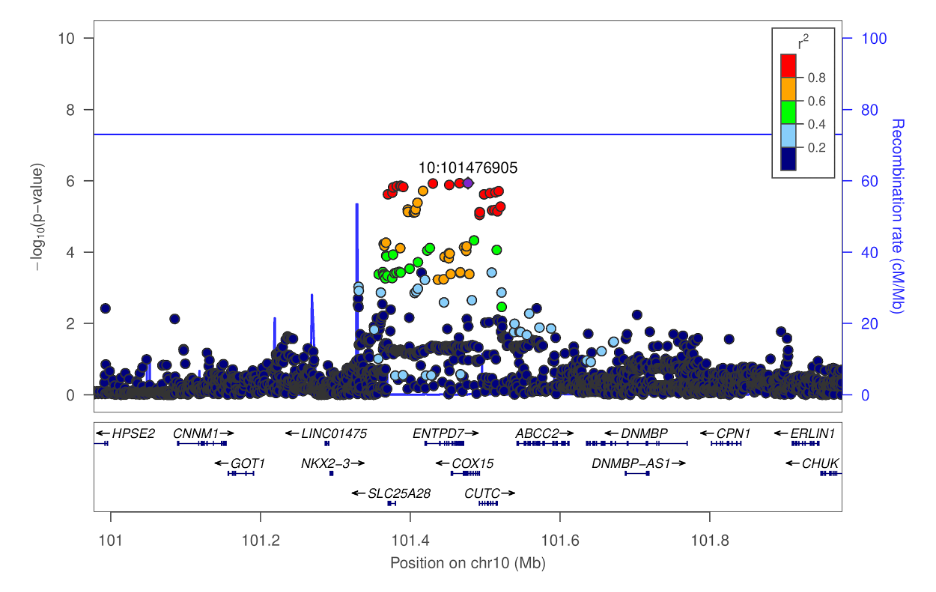 r2
0.8
0.6
0.4
0.2
10:101476905
−log10(p−value)
0
2
4
6
8
10
Recombination rate (cM/Mb)
0
20
40
60
80
100
←HPSE2 CNNM1→ ←LINC01475 ENTPD7→ ABCC2→ ←DNMBP ←CPN1 ←ERLIN1
←GOT1 NKX2−3→ ←COX15 DNMBP−AS1→ ←CHUK
←SLC25A28 CUTC→
101 101.2 101.4 101.6 101.8
Position on chr10 (Mb)